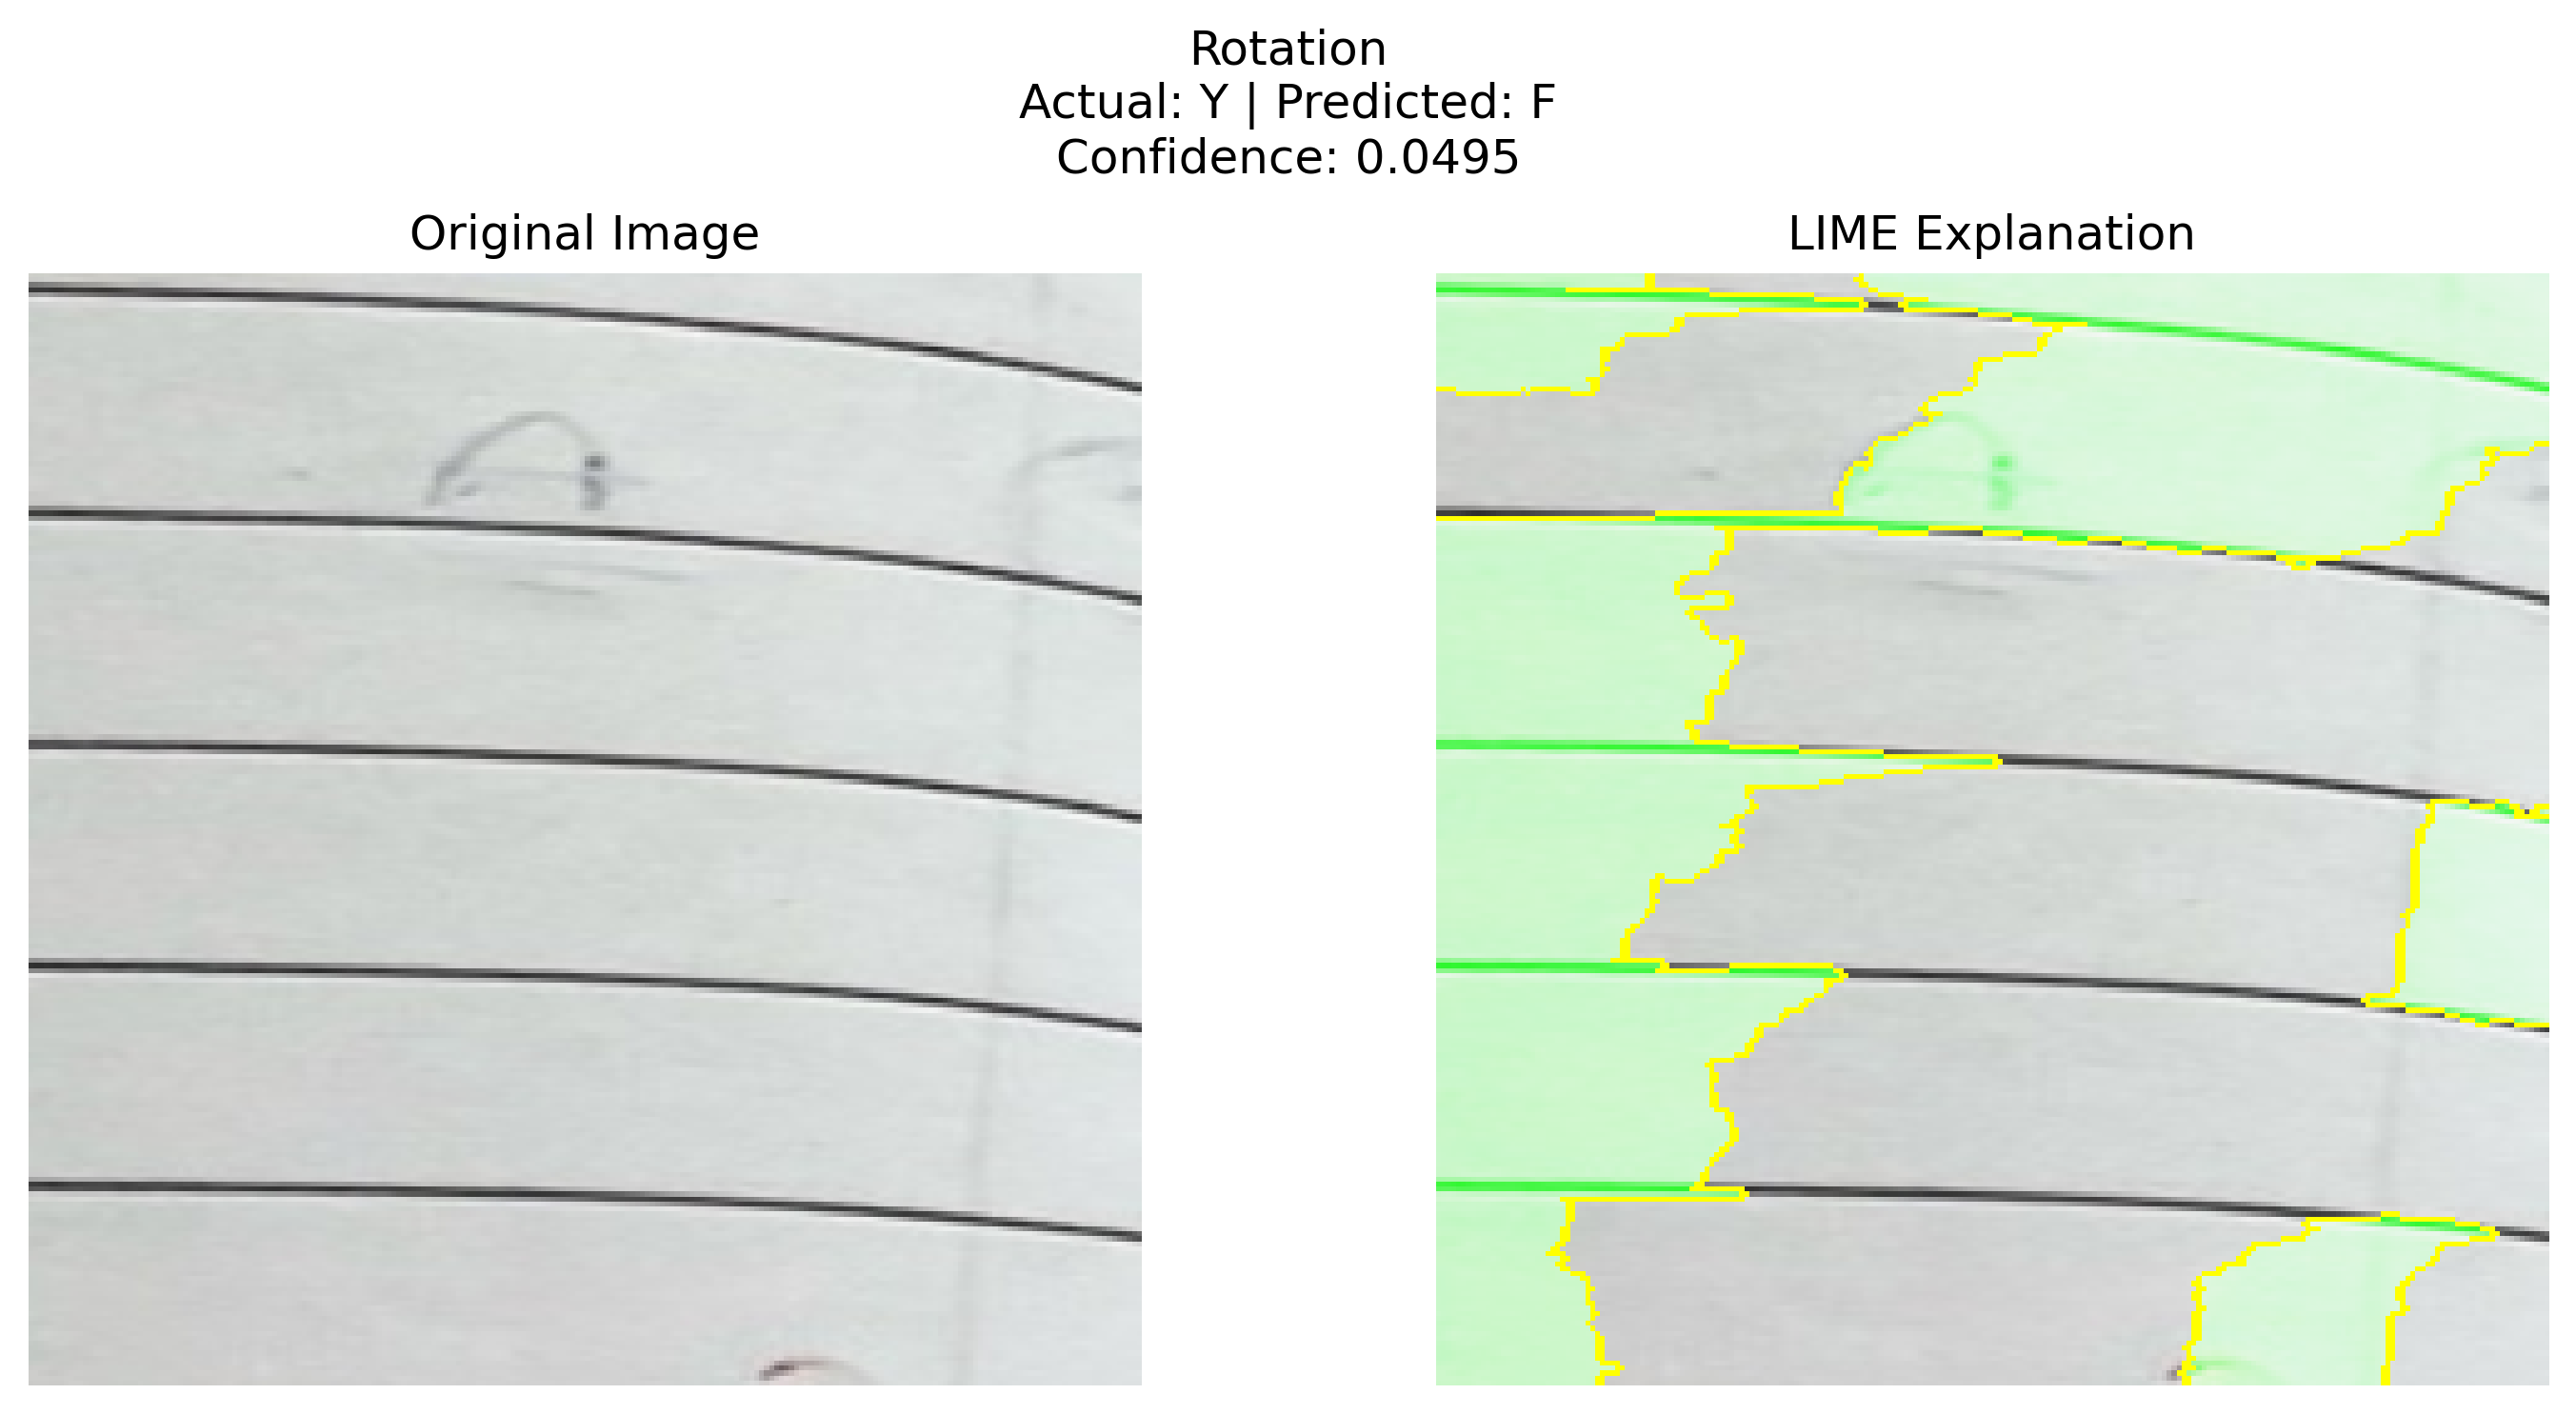 Rotation
Actual: Y | Predicted: F
Confidence: 0.0495
Original Image
LIME Explanation